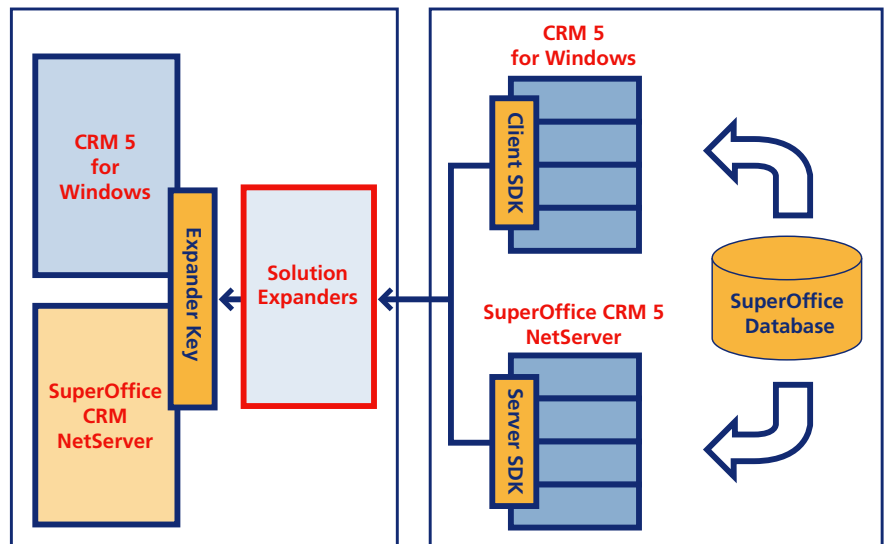 CRM 5
for
Windows
SuperOffice
CRM
NetServer
Expander Key
Solution
Expanders
CRM 5
for Windows
Client SDK
SuperOffice CRM 5
NetServer
Server SDK
SuperOffice
Database